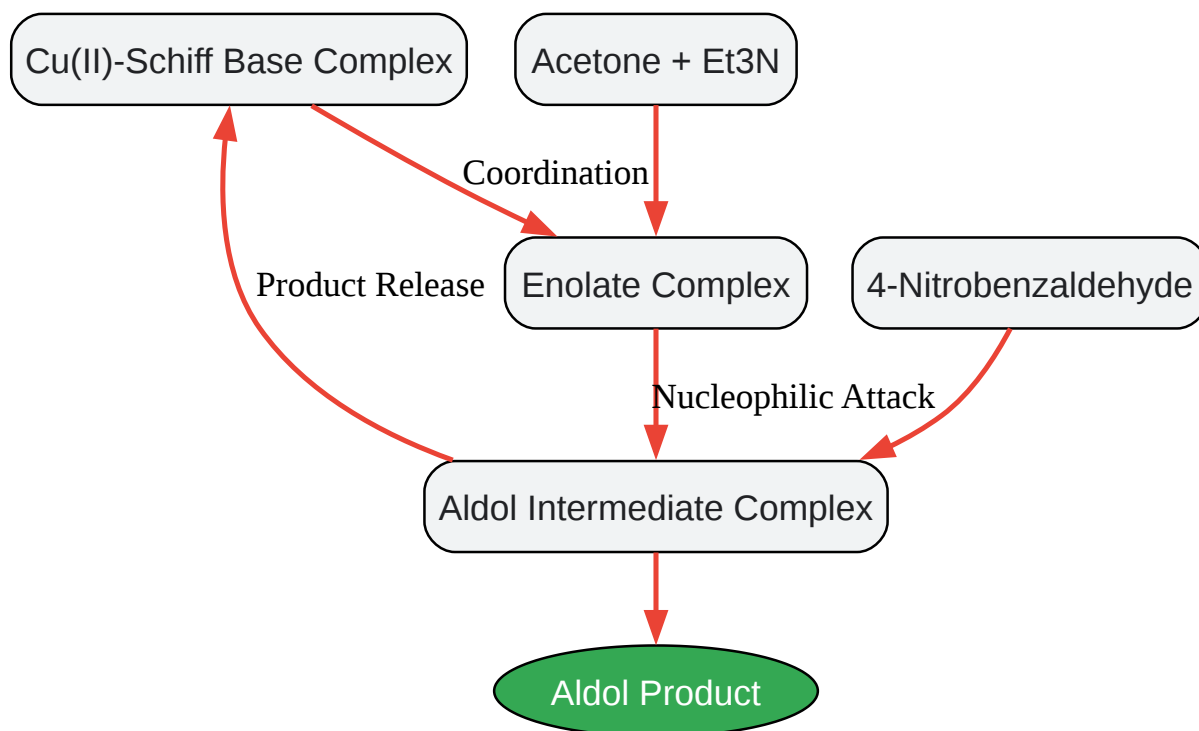 Cu(II)-Schiff Base Complex
Acetone + Et3N
Coordination
Product Release
Enolate Complex
4-Nitrobenzaldehyde
Nucleophilic Attack
Aldol Intermediate Complex
Aldol Product